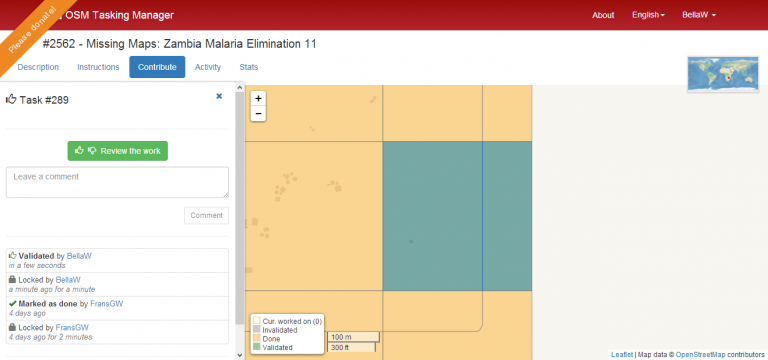 Please donate!
OSM Tasking Manager
About
English
BellaW
#2562 - Missing Maps: Zambia Malaria Elimination 11
Description
Instructions
Contribute
Activity
Stats
Task #289
×
Review the work
Leave a comment
Comment
Validated by BellaW
in a few seconds
Locked by BellaW
a minute ago for a minute
Marked as done by FransGW
4 days ago
Locked by FransGW
4 days ago for 2 minutes
+
−
Cur. worked on (0)
Invalidated
Done
Validated
100 m
300 ft
Leaflet | Map data © OpenStreetMap contributors